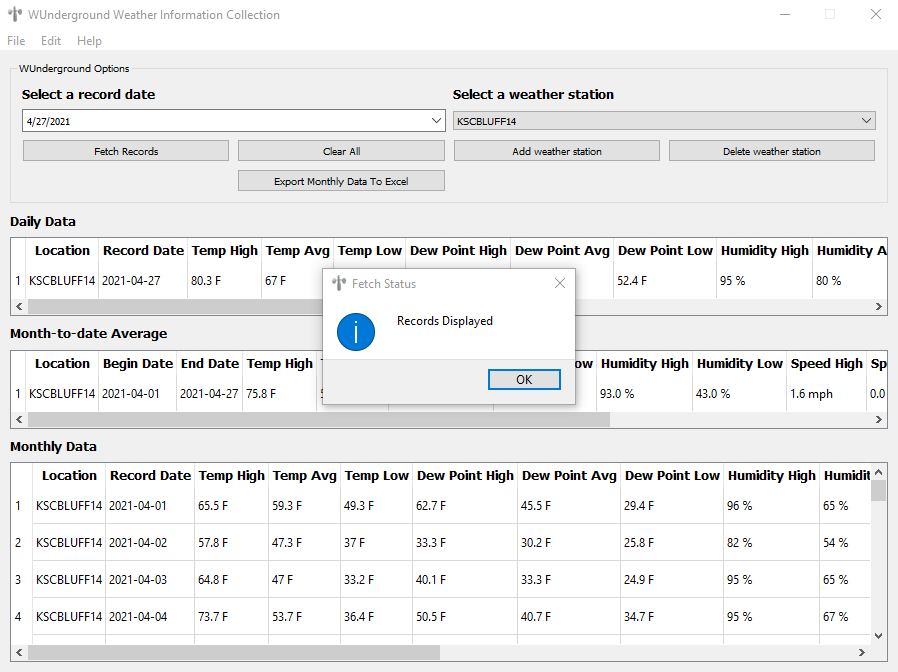 WUnderground Weather Information Collection
File Edit Help
WUnderground Options
Select a record date Select a weather station
4/27/2021 KSCBLUFF14
Fetch Records Clear All Add weather station Delete weather station
Export Monthly Data To Excel
Daily Data
Location Record Date Temp High Temp Avg Temp Low Dew Point High Dew Point Avg Dew Point Low Humidity High Humidity A
1 KSCBLUFF14 2021-04-27 80.3 F 67 F 52.4 F 95 % 80 %
Fetch Status
Records Displayed
OK
Month-to-date Average
Location Begin Date End Date Temp High ow Humidity High Humidity Low Speed High Sp
1 KSCBLUFF14 2021-04-01 2021-04-27 75.8 F 93.0 % 43.0 % 1.6 mph 0.0
Monthly Data
Location Record Date Temp High Temp Avg Temp Low Dew Point High Dew Point Avg Dew Point Low Humidity High Humidit
1 KSCBLUFF14 2021-04-01 65.5 F 59.3 F 49.3 F 62.7 F 45.5 F 29.4 F 96 % 65 %
2 KSCBLUFF14 2021-04-02 57.8 F 47.3 F 37 F 33.3 F 30.2 F 25.8 F 82 % 54 %
3 KSCBLUFF14 2021-04-03 64.8 F 47 F 33.2 F 40.1 F 33.3 F 24.9 F 95 % 65 %
4 KSCBLUFF14 2021-04-04 73.7 F 53.7 F 36.4 F 50.5 F 40.7 F 34.7 F 95 % 67 %